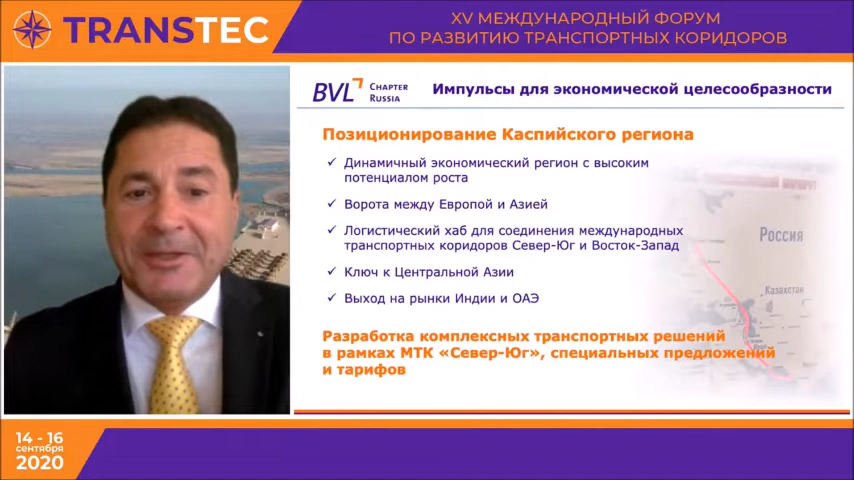 TRANSTEC
XV МЕЖДУНАРОДНЫЙ ФОРУМ
ПО РАЗВИТИЮ ТРАНСПОРТНЫХ КОРИДОРОВ
BVL CHAPTER
RUSSIA
Импульсы для экономической целесообразности
Позиционирование Каспийского региона
✓ Динамичный экономический регион с высоким
потенциалом роста
✓ Ворота между Европой и Азией
✓ Логистический хаб для соединения международных
транспортных коридоров Север-Юг и Восток-Запад
✓ Ключ к Центральной Азии
✓ Выход на рынки Индии и ОАЭ
Россия
Казахстан
Разработка комплексных транспортных решений
в рамках МТК «Север-Юг», специальных предложений
и тарифов
14 - 16
сентября
2020